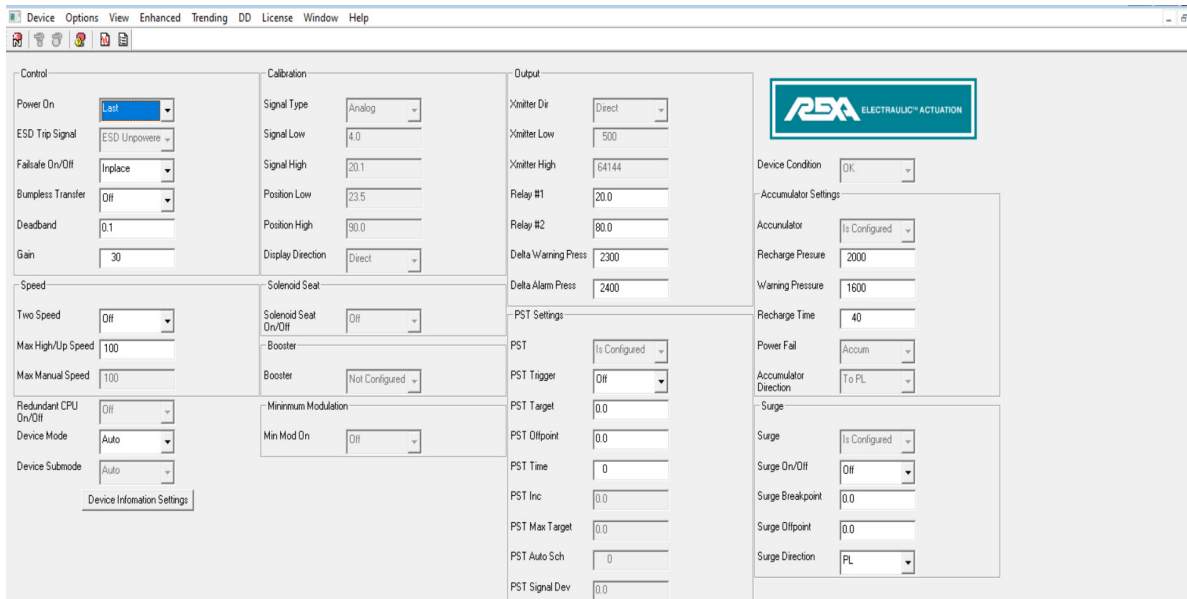 Device Options View Enhanced Trending DD License Window Help
Control
Power On Last
ESD Trip Signal ESD Unpowere
Failsafe On/Off Inplace
Bumpless Transfer Off
Deadband 0.1
Gain 30
Speed
Two Speed Off
Max High/Up Speed 100
Max Manual Speed 100
Redundant CPU On/Off Off
Device Mode Auto
Device Submode Auto
Device Infomation Settings
Calibration
Signal Type Analog
Signal Low 4.0
Signal High 20.1
Position Low 23.5
Position High 90.0
Display Direction Direct
Solenoid Seat
Solenoid Seat On/Off Off
Booster
Booster Not Configured
Mininmum Modulation
Min Mod On Off
Output
Xmitter Dir Direct
Xmitter Low 500
Xmitter High 64144
Relay #1 20.0
Relay #2 80.0
Delta Warning Press 2300
Delta Alarm Press 2400
PST Settings
PST Is Configured
PST Trigger Off
PST Target 0.0
PST Offpoint 0.0
PST Time 0
PST Inc 0.0
PST Max Target 0.0
PST Auto Sch 0
PST Signal Dev 0.0
REXA ELECTRAULIC™ ACTUATION
Device Condition OK
Accumulator Settings
Accunulator Is Configured
Recharge Presure 2000
Warning Pressure 1600
Recharge Time 40
Power Fail Accum
Accumulator Direction To PL
Surge
Surge Is Configured
Surge On/Off Off
Surge Breakpoint 0.0
Surge Offpoint 0.0
Surge Direction PL